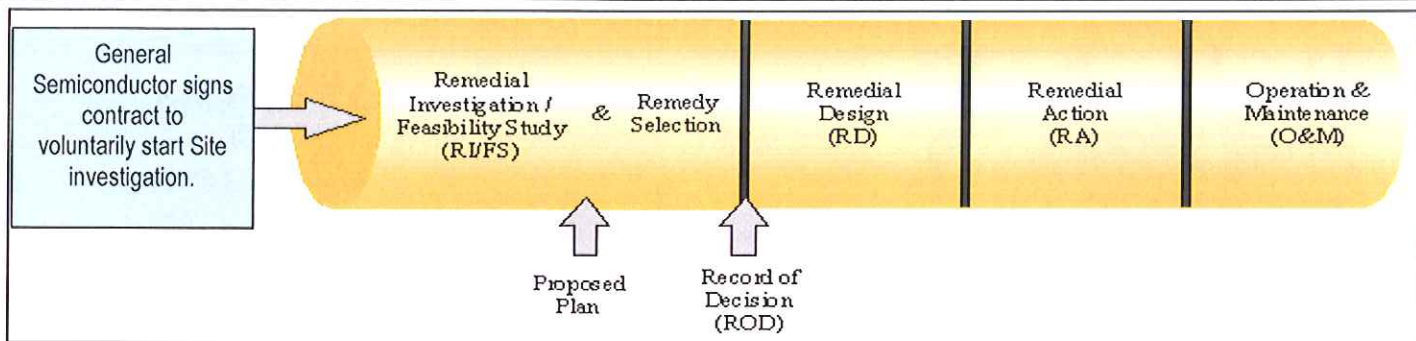 General
Semiconductor signs
contract to
voluntarily start Site
investigation.
Remedial
Investigation /
Feasibility Study
(RI/FS)
&
Remedy
Selection
Remedial
Design
(RD)
Remedial
Action
(RA)
Operation &
Maintenance
(O&M)
Proposed
Plan
Record of
Decision
(ROD)